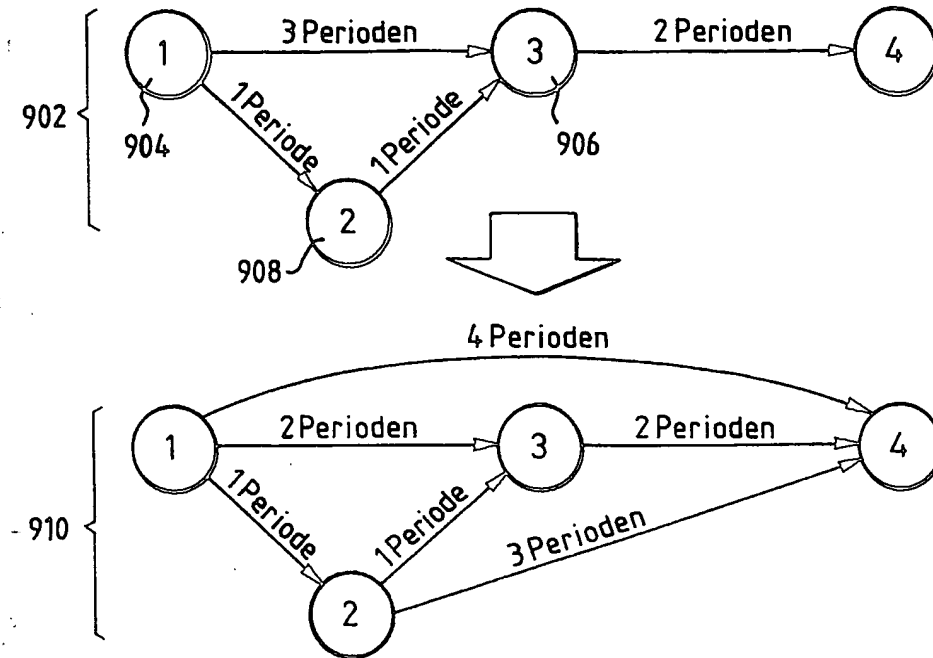 1
3 Perioden
3
2 Perioden
4
902
904
1 Periode
1 Periode
906
2
908
4 Perioden
1
2 Perioden
3
2 Perioden
4
910
1 Periode
1 Periode
3 Perioden
2